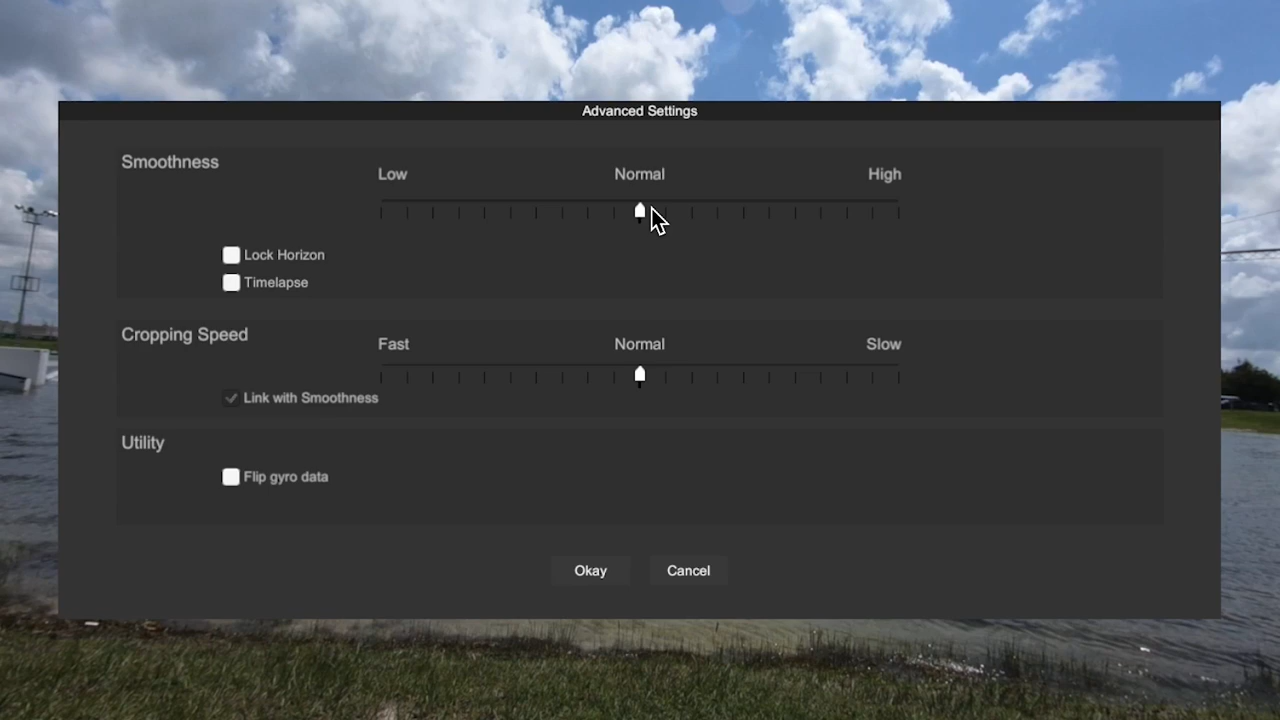 Advanced Settings
Smoothness
Low Normal High
Lock Horizon
Timelapse
Cropping Speed
Fast Normal Slow
Link with Smoothness
Utility
Flip gyro data
Okay Cancel